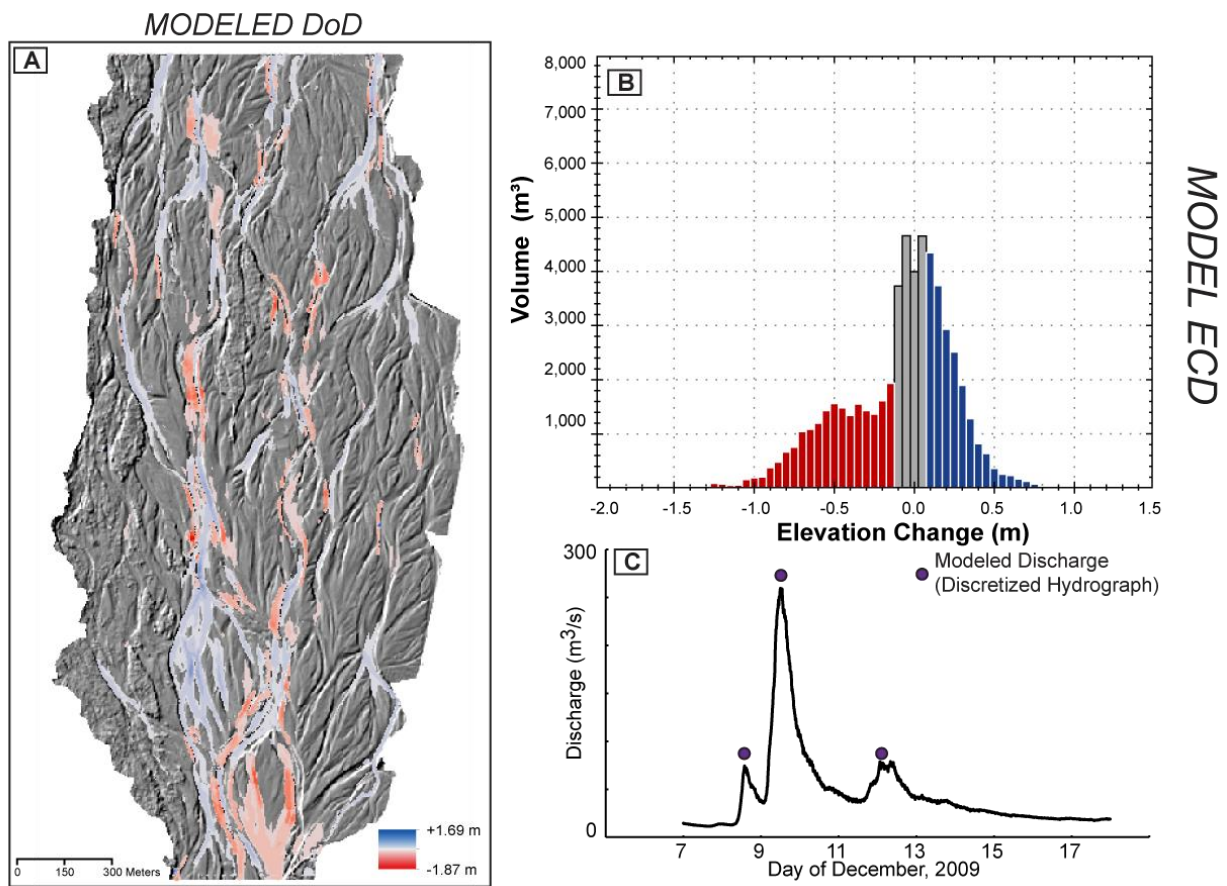 MODELED DoD
A
+1.69 m
-1.87 m
0 150 300 Meters
B
8,000
7,000
6,000
5,000
4,000
3,000
2,000
1,000
Volume (m³)
-2.0 -1.5 -1.0 -0.5 0.0 0.5 1.0 1.5
Elevation Change (m)
MODEL ECD
C
Modeled Discharge
(Discretized Hydrograph)
300
0
Discharge (m³/s)
7 9 11 13 15 17
Day of December, 2009